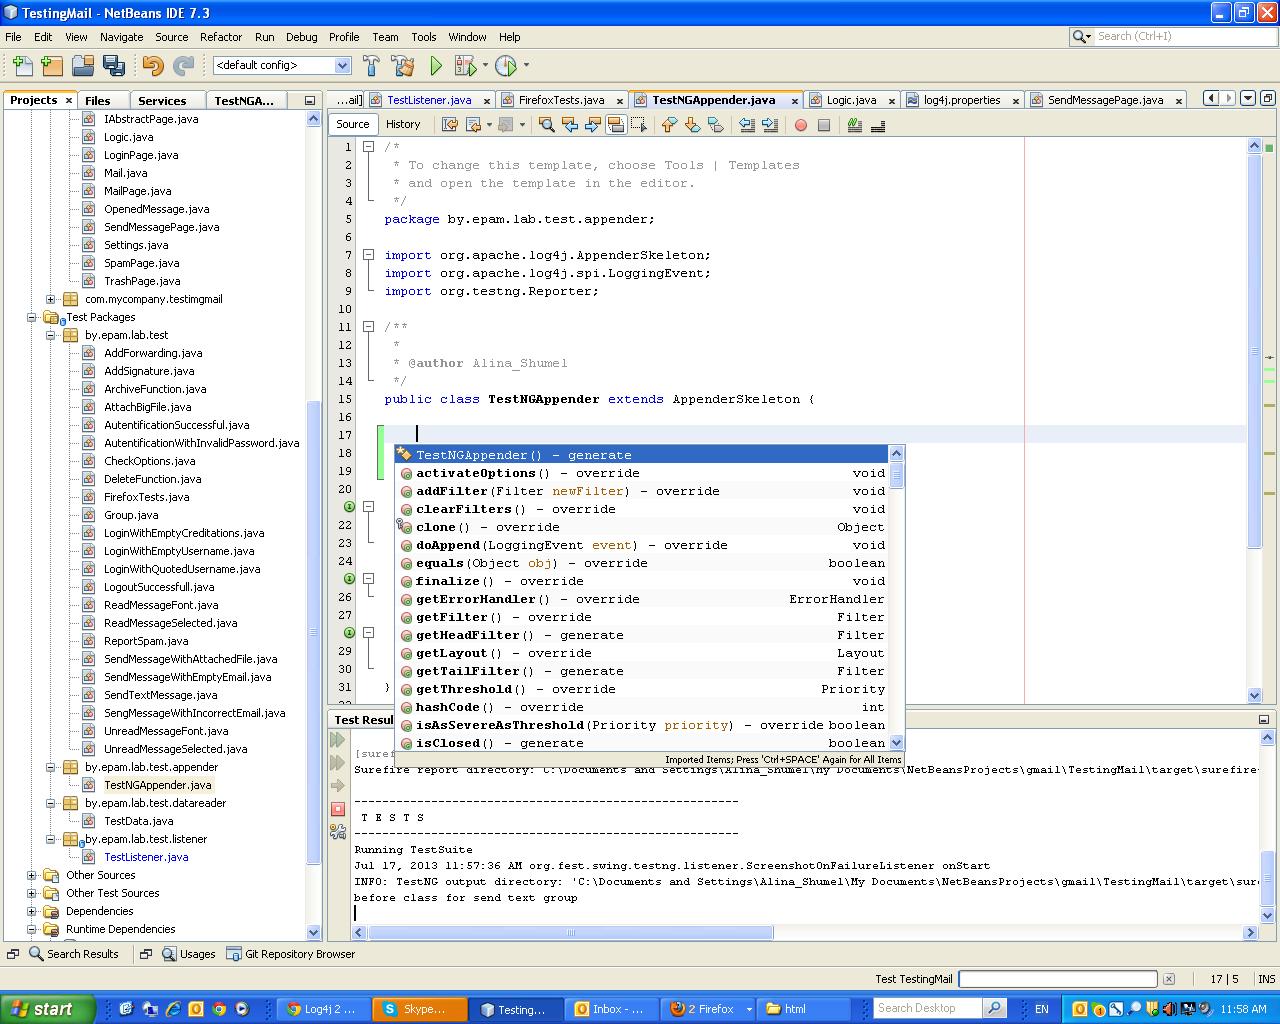 TestingMail - NetBeans IDE 7.3
File Edit View Navigate Source Refactor Run Debug Profile Team Tools Window Help
Search (Ctrl+I)
<default config>
Projects Files Services TestNGA...
...ail] TestListener.java FirefoxTests.java TestNGAppender.java Logic.java log4j.properties SendMessagePage.java
Source History
IAbstractPage.java
Logic.java
LoginPage.java
Mail.java
MailPage.java
OpenedMessage.java
SendMessagePage.java
Settings.java
SpamPage.java
TrashPage.java
com.mycompany.testimgmail
Test Packages
by.epam.lab.test
AddForwarding.java
AddSignature.java
ArchiveFunction.java
AttachBigFile.java
AutentificationSuccessful.java
AutentificationWithInvalidPassword.java
CheckOptions.java
DeleteFunction.java
FirefoxTests.java
Group.java
LoginWithEmptyCreditations.java
LoginWithEmptyUsername.java
LoginWithQuotedUsername.java
LogoutSuccessfull.java
ReadMessageFont.java
ReadMessageSelected.java
ReportSpam.java
SendMessageWithAttachedFile.java
SendMessageWithEmptyEmail.java
SendTextMessage.java
SengMessageWithIncorrectEmail.java
UnreadMessageFont.java
UnreadMessageSelected.java
by.epam.lab.test.appender
TestNGAppender.java
by.epam.lab.test.datareader
TestData.java
by.epam.lab.test.listener
TestListener.java
Other Sources
Other Test Sources
Dependencies
Runtime Dependencies
1 /*
2 * To change this template, choose Tools | Templates
3 * and open the template in the editor.
4 */
5 package by.epam.lab.test.appender;
6
7 import org.apache.log4j.AppenderSkeleton;
8 import org.apache.log4j.spi.LoggingEvent;
9 import org.testng.Reporter;
10
11 /**
12 *
13 * @author Alina_Shumel
14 */
15 public class TestNGAppender extends AppenderSkeleton {
16
17
18
19
20
22
23
24
26
27
29
30
31 }
TestNGAppender() - generate
activateOptions() - override void
addFilter(Filter newFilter) - override void
clearFilters() - override void
clone() - override Object
doAppend(LoggingEvent event) - override void
equals(Object obj) - override boolean
finalize() - override void
getErrorHandler() - override ErrorHandler
getFilter() - override Filter
getHeadFilter() - generate Filter
getLayout() - override Layout
getTailFilter() - generate Filter
getThreshold() - override Priority
hashCode() - override int
isAsSevereAsThreshold(Priority priority) - override boolean
isClosed() - generate boolean
Imported Items; Press 'Ctrl+SPACE' Again for All Items
Test Resul
[suref
Surefire report directory: C:\Documents and Settings\Alina_Shumel\My Documents\NetBeansProjects\gmail\TestingMail\target\surefire-
-------------------------------------------------------
T E S T S
-------------------------------------------------------
Running TestSuite
Jul 17, 2013 11:57:36 AM org.fest.swing.testng.listener.ScreenshotOnFailureListener onStart
INFO: TestNG output directory: 'C:\Documents and Settings\Alina_Shumel\My Documents\NetBeansProjects\gmail\TestingMail\target\sure
before class for send text group
Search Results Usages Git Repository Browser
Test TestingMail 17 | 5 INS
start Log4j 2 ... Skype... Testing... Inbox - ... 2 Firefox html Search Desktop EN 11:58 AM